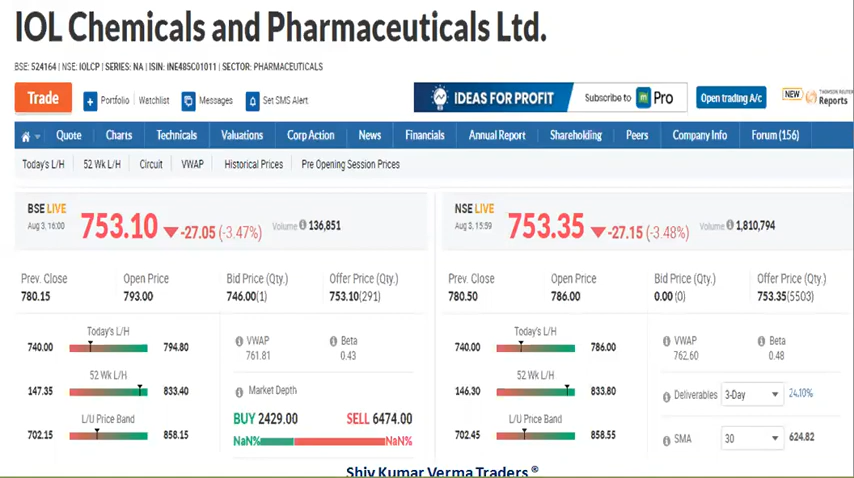 IOL Chemicals and Pharmaceuticals Ltd.
BSE: 524164 | NSE: IOLCP | SERIES: NA | ISIN: INE485C01011 | SECTOR: PHARMACEUTICALS
Trade Portfolio Watchlist Messages Set SMS Alert IDEAS FOR PROFIT Subscribe to m Pro Open trading A/c NEW THOMSON REUTER
Reports
Quote Charts Technicals Valuations Corp Action News Financials Annual Report Shareholding Peers Company Info Forum (156)
Today's L/H 52 Wk L/H Circuit VWAP Historical Prices Pre Opening Session Prices
BSE LIVE
Aug 3, 16:00
753.10 -27.05 (-3.47%) Volume 136,851
Prev. Close Open Price Bid Price (Qty.) Offer Price (Qty.)
780.15 793.00 746.00(1) 753.10(291)
Today's L/H
740.00 794.80
52 Wk L/H
147.35 833.40
L/U Price Band
702.15 858.15
VWAP Beta
761.81 0.43
Market Depth
BUY 2429.00 SELL 6474.00
NaN% NaN%
NSE LIVE
Aug 3, 15:59
753.35 -27.15 (-3.48%) Volume 1,810,794
Prev. Close Open Price Bid Price (Qty.) Offer Price (Qty.)
780.50 786.00 0.00 (0) 753.35(5503)
Today's L/H
740.00 786.00
52 Wk L/H
146.30 833.80
L/U Price Band
702.45 858.55
VWAP Beta
762.60 0.48
Deliverables 3-Day 24.10%
SMA 30 624.82
Shiv Kumar Verma Traders ®